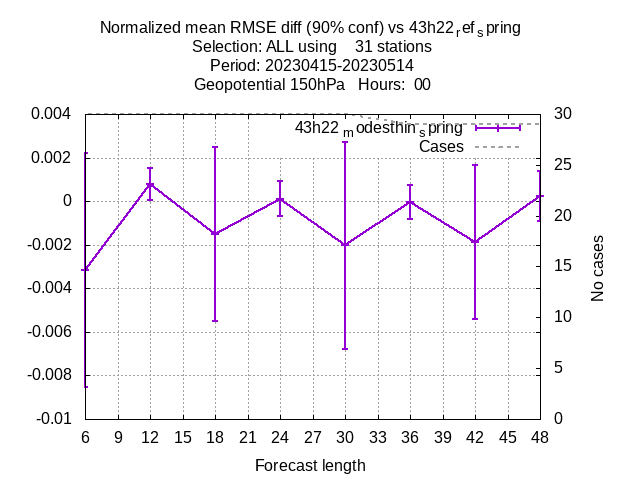 Normalized mean RMSE diff (90% conf) vs 43h22ref spring
Selection: ALL using    31 stations
Period: 20230415-20230514
Geopotential 150hPa   Hours:  00
0.004
0.002
0
-0.002
-0.004
-0.006
-0.008
-0.01
43h22modesthinspring
Cases
30
25
20
15
10
5
0
No cases
6 9 12 15 18 21 24 27 30 33 36 39 42 45 48
Forecast length